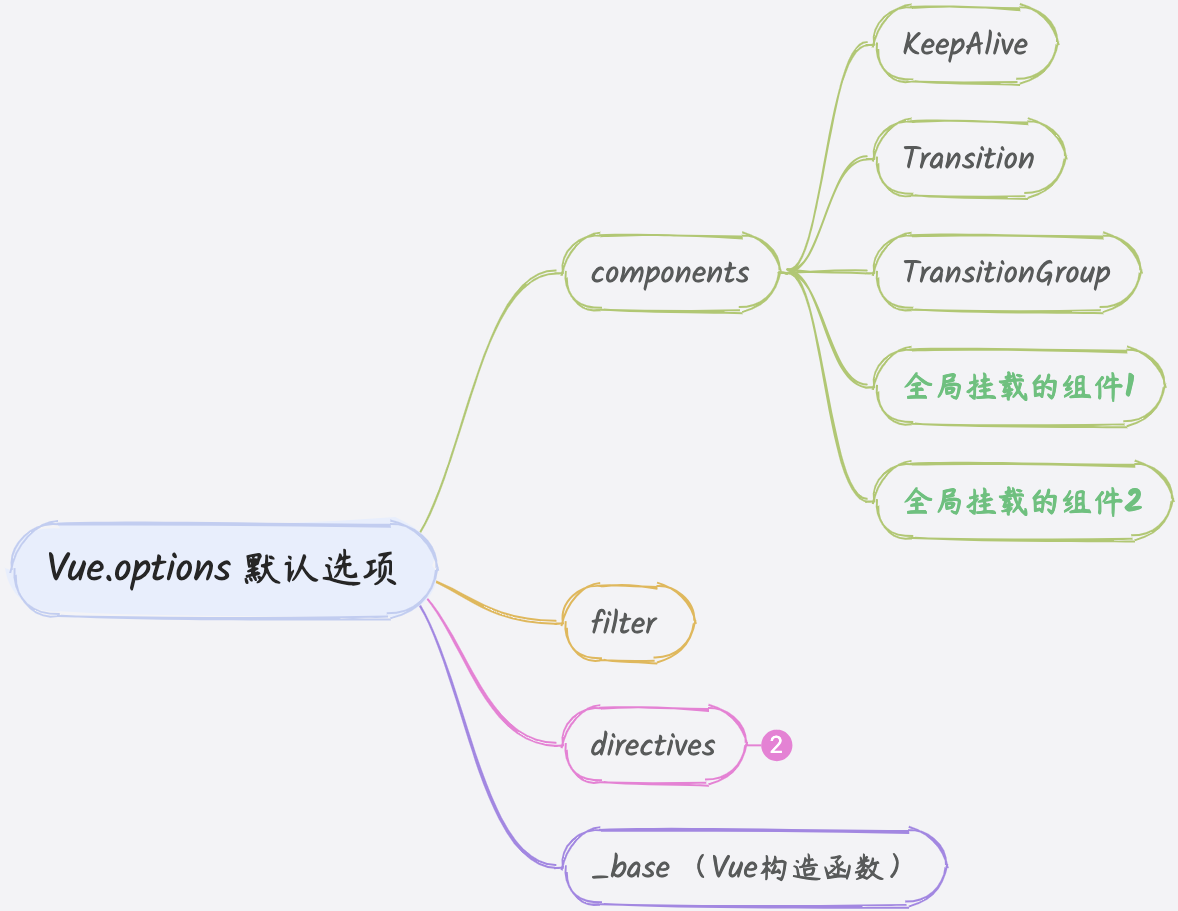 KeepAlive
Transition
TransitionGroup
components
全局挂载的组件1
全局挂载的组件2
Vue.options 默认选项
filter
directives
2
_base （Vue构造函数）